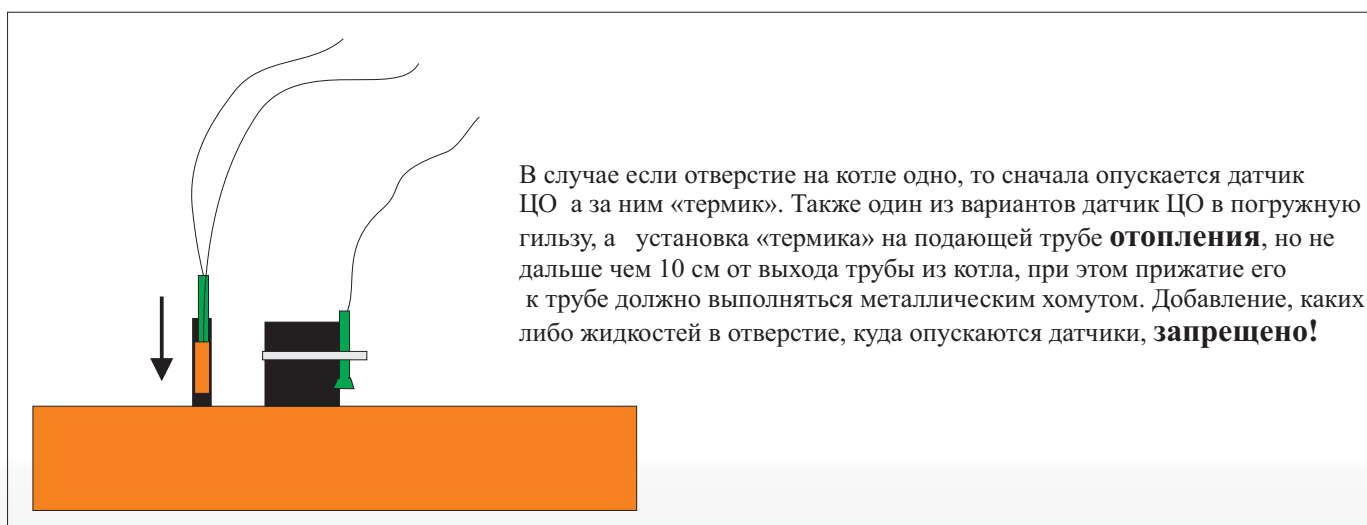 В случае если отверстие на котле одно, то сначала опускается датчик
ЦО а за ним «термик». Также один из вариантов датчик ЦО в погружную
гильзу, а установка «термика» на подающей трубе отопления, но не
дальше чем 10 см от выхода трубы из котла, при этом прижатие его
к трубе должно выполняться металлическим хомутом. Добавление, каких
либо жидкостей в отверстие, куда опускаются датчики, запрещено!